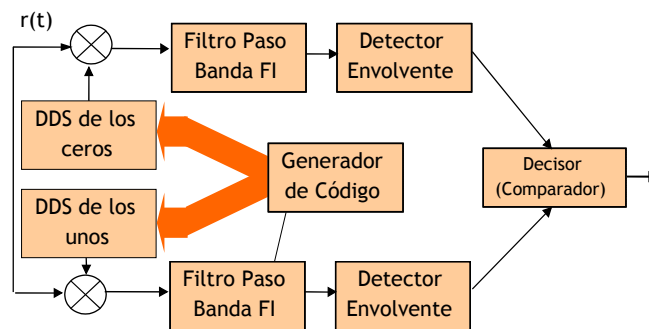 r(t)
Filtro Paso
Banda FI
Detector
Envolvente
DDS de los
ceros
Generador
de Código
Decisor
(Comparador)
DDS de los
unos
Filtro Paso
Banda FI
Detector
Envolvente